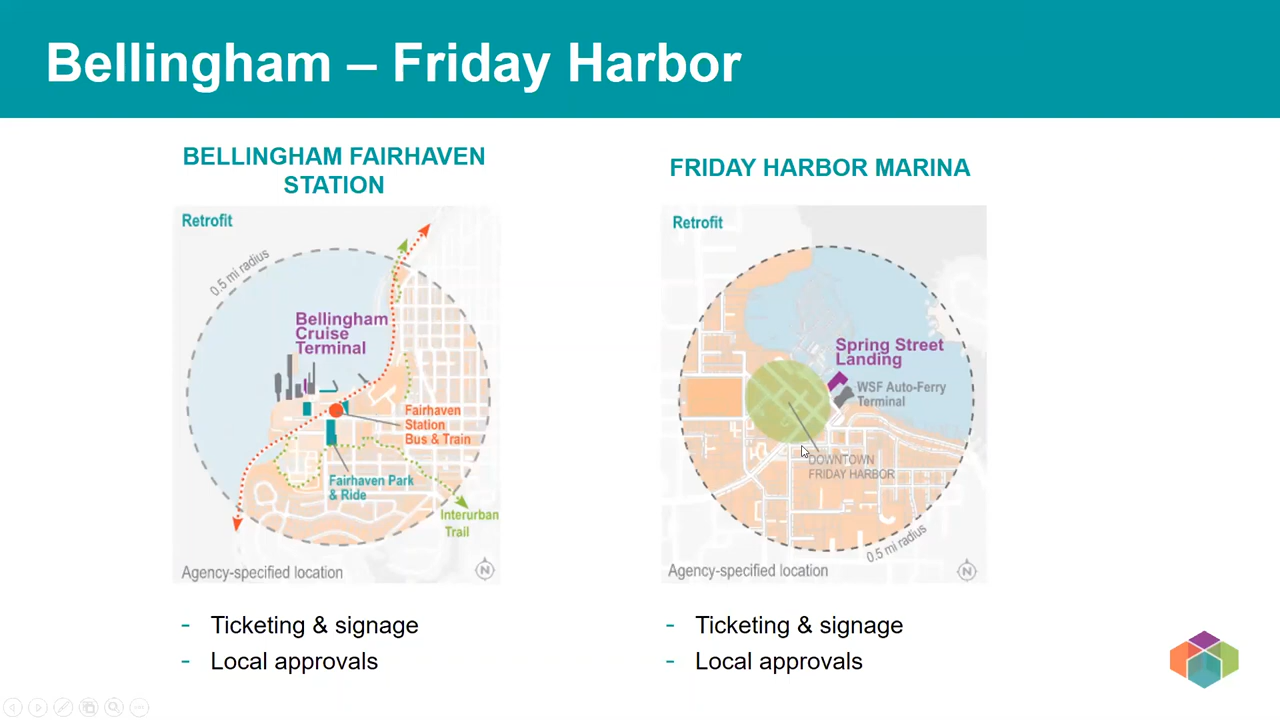 Bellingham – Friday Harbor
BELLINGHAM FAIRHAVEN
STATION
Retrofit
0.5 mi radius
Bellingham
Cruise
Terminal
Fairhaven
Station
Bus & Train
Fairhaven Park
& Ride
Interurban
Trail
Agency-specified location
N
- Ticketing & signage
- Local approvals
FRIDAY HARBOR MARINA
Retrofit
Spring Street
Landing
WSF Auto-Ferry
Terminal
DOWNTOWN
FRIDAY HARBOR
0.5 mi radius
Agency-specified location
N
- Ticketing & signage
- Local approvals